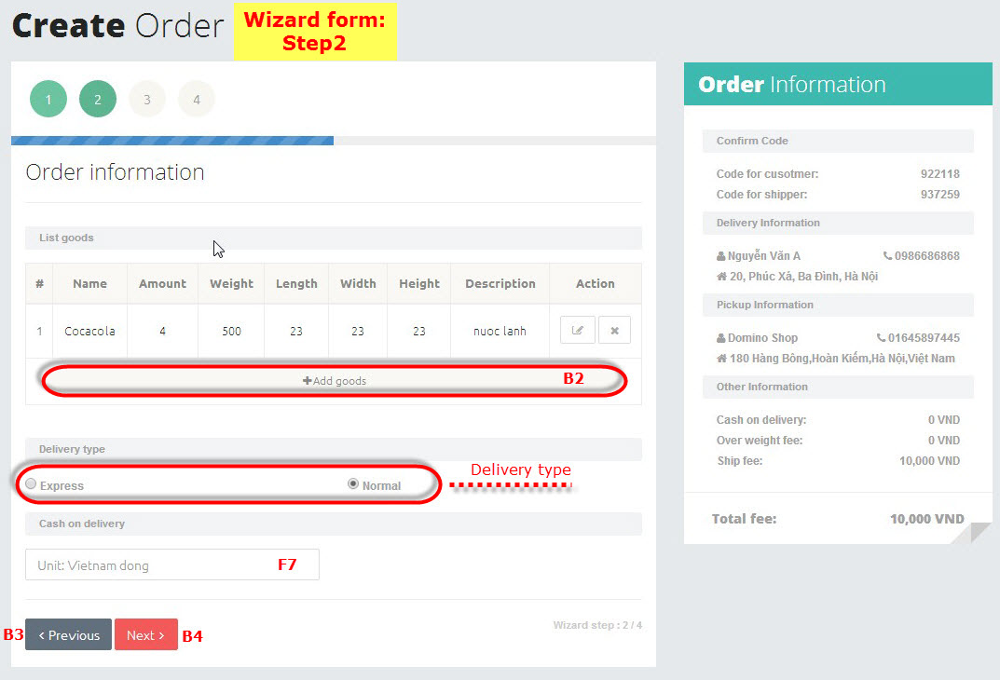 Create Order
Wizard form:
Step2
1 2 3 4
Order information
List goods
# Name Amount Weight Length Width Height Description Action
1 Cocacola 4 500 23 23 23 nuoc lanh
Add goods B2
Delivery type
Express Normal
Delivery type
Cash on delivery
Unit: Vietnam dong F7
B3 Previous Next B4
Wizard step : 2 / 4
Order Information
Confirm Code
Code for cusotmer: 922118
Code for shipper: 937259
Delivery Information
Nguyễn Văn A 0986686868
20, Phúc Xá, Ba Đình, Hà Nội
Pickup Information
Domino Shop 01645897445
180 Hàng Bông,Hoàn Kiếm,Hà Nội,Việt Nam
Other Information
Cash on delivery: 0 VND
Over weight fee: 0 VND
Ship fee: 10,000 VND
Total fee: 10,000 VND